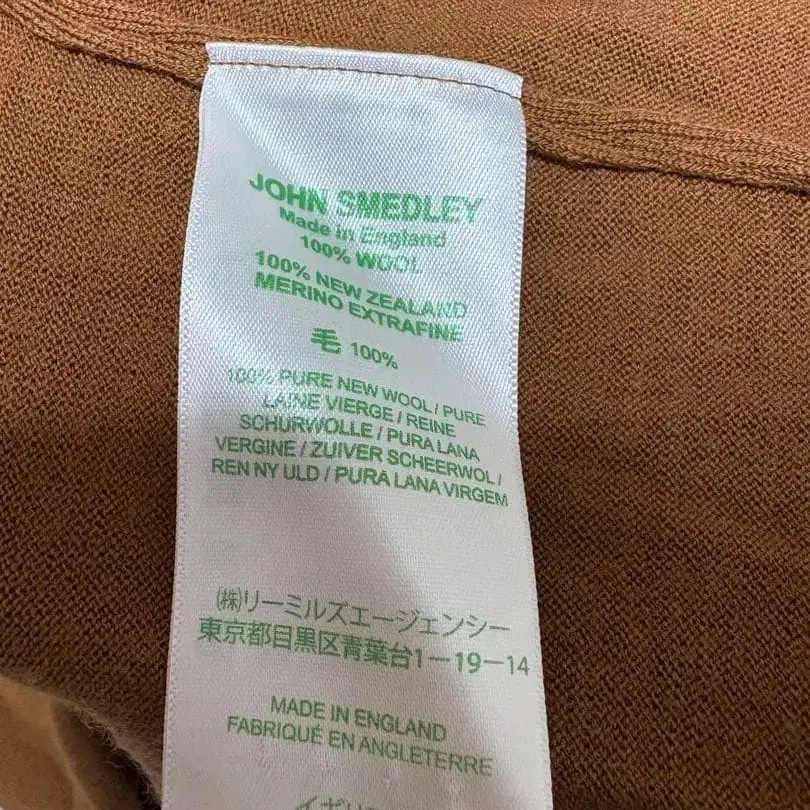 JOHN SMEDLEY
Made in England
100% WOOL
100% NEW ZEALAND
MERINO EXTRAFINE
毛 100%
100% PURE NEW WOOL / PURE
LAINE VIERGE / REINE
SCHURWOLLE / PURA LANA
VERGINE / ZUIVER SCHEERWOL /
REN NY ULD / PURA LANA VIRGEM
㈱リーミルズエージェンシー
東京都目黒区青葉台1-19-14
MADE IN ENGLAND
FABRIQUÉ EN ANGLETERRE